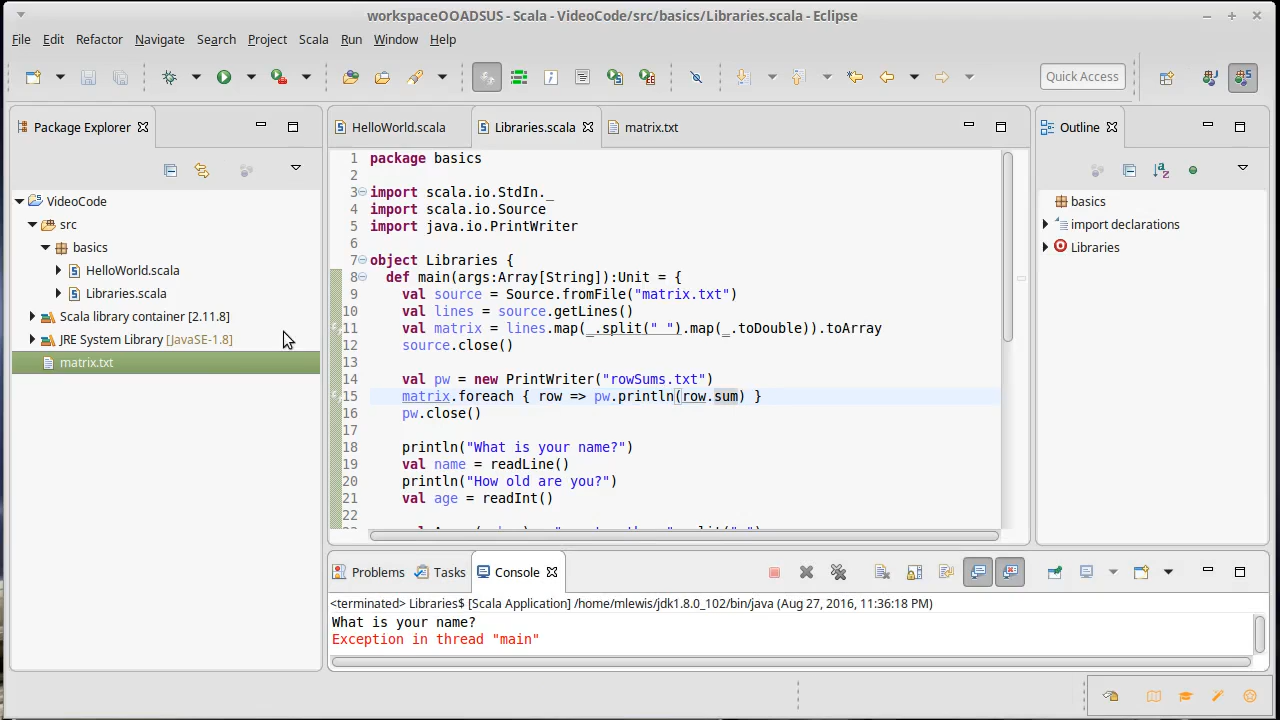 workspaceOOADSUS - Scala - VideoCode/src/basics/Libraries.scala - Eclipse
File Edit Refactor Navigate Search Project Scala Run Window Help
Quick Access
Package Explorer
VideoCode
src
basics
HelloWorld.scala
Libraries.scala
Scala library container [2.11.8]
JRE System Library [JavaSE-1.8]
matrix.txt
HelloWorld.scala Libraries.scala matrix.txt
1 package basics
2
3 import scala.io.StdIn._
4 import scala.io.Source
5 import java.io.PrintWriter
6
7 object Libraries {
8 def main(args:Array[String]):Unit = {
9 val source = Source.fromFile("matrix.txt")
10 val lines = source.getLines()
11 val matrix = lines.map(_.split(" ").map(_.toDouble)).toArray
12 source.close()
13
14 val pw = new PrintWriter("rowSums.txt")
15 matrix.foreach { row => pw.println(row.sum) }
16 pw.close()
17
18 println("What is your name?")
19 val name = readLine()
20 println("How old are you?")
21 val age = readInt()
22
Outline
basics
import declarations
Libraries
Problems Tasks Console
<terminated> Libraries$ [Scala Application] /home/mlewis/jdk1.8.0_102/bin/java (Aug 27, 2016, 11:36:18 PM)
What is your name?
Exception in thread "main"